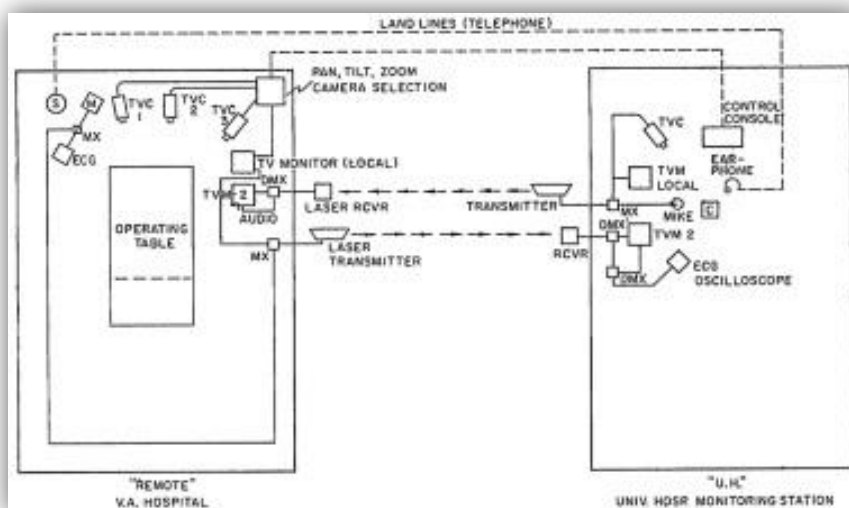 LAND LINES (TELEPHONE)
PAN, TILT, ZOOM
CAMERA SELECTION
S
M
TVC
1
TVC
2
TVC
3
MX
ECG
TV MONITOR (LOCAL)
DMX
TVM 2
AUDIO
LASER RCVR
MX
LASER
TRANSMITTER
OPERATING
TABLE
"REMOTE"
V.A. HOSPITAL
TRANSMITTER
RCVR
TVC
CONTROL
CONSOLE
EAR-
PHONE
TVM
LOCAL
MX
MIKE
C
DMX
TVM 2
DMX
ECG
OSCILLOSCOPE
"U.H."
UNIV. HOSP. MONITORING STATION